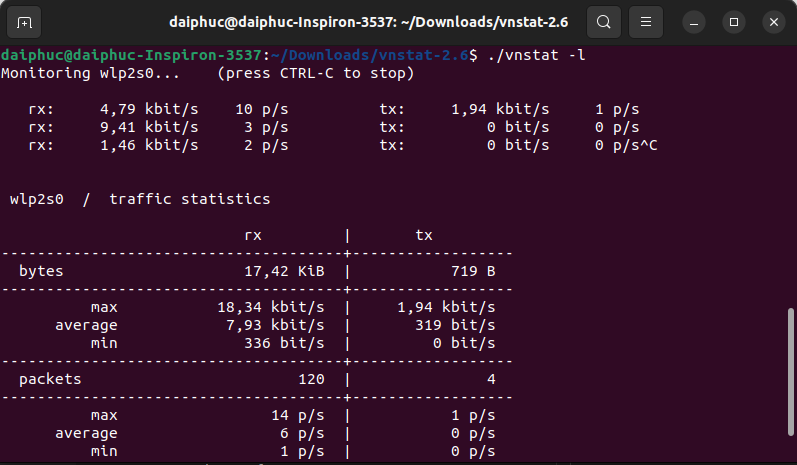 daiphuc@daiphuc-Inspiron-3537: ~/Downloads/vnstat-2.6
daiphuc@daiphuc-Inspiron-3537:~/Downloads/vnstat-2.6$ ./vnstat -l
Monitoring wlp2s0...    (press CTRL-C to stop)
   rx:     4,79 kbit/s    10 p/s          tx:     1,94 kbit/s     1 p/s
   rx:     9,41 kbit/s     3 p/s          tx:         0 bit/s     0 p/s
   rx:     1,46 kbit/s     2 p/s          tx:         0 bit/s     0 p/s^C
 wlp2s0  /  traffic statistics
                           rx         |       tx
--------------------------------------+------------------
  bytes                    17,42 KiB  |           719 B
--------------------------------------+------------------
          max           18,34 kbit/s  |     1,94 kbit/s
      average            7,93 kbit/s  |       319 bit/s
          min              336 bit/s  |         0 bit/s
--------------------------------------+------------------
  packets                        120  |               4
--------------------------------------+------------------
          max                 14 p/s  |           1 p/s
      average                  6 p/s  |           0 p/s
          min                  1 p/s  |           0 p/s